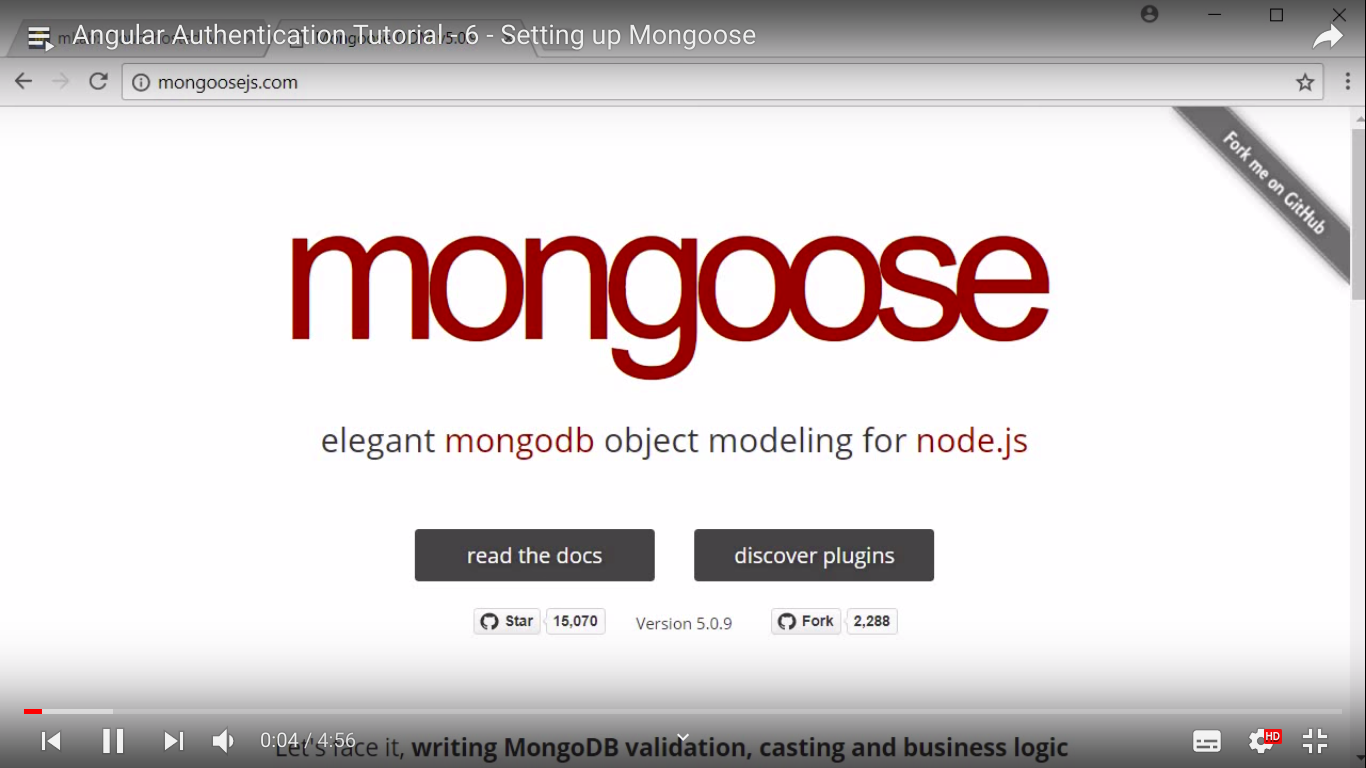 Angular Authentication Tutorial - 6 - Setting up Mongoose
mongoosejs.com
Fork me on GitHub
mongoose
elegant mongodb object modeling for node.js
read the docs
discover plugins
Star 15,070
Version 5.0.9
Fork 2,288
Let's face it, writing MongoDB validation, casting and business logic
0:04 / 4:56
HD